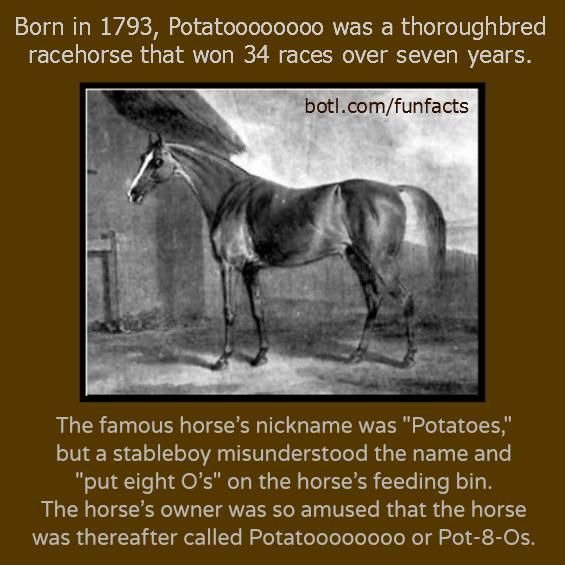 Born in 1793, Potatoooooooo was a thoroughbred
racehorse that won 34 races over seven years.
botl.com/funfacts
The famous horse’s nickname was "Potatoes,"
but a stableboy misunderstood the name and
"put eight O’s" on the horse’s feeding bin.
The horse’s owner was so amused that the horse
was thereafter called Potatoooooooo or Pot-8-Os.